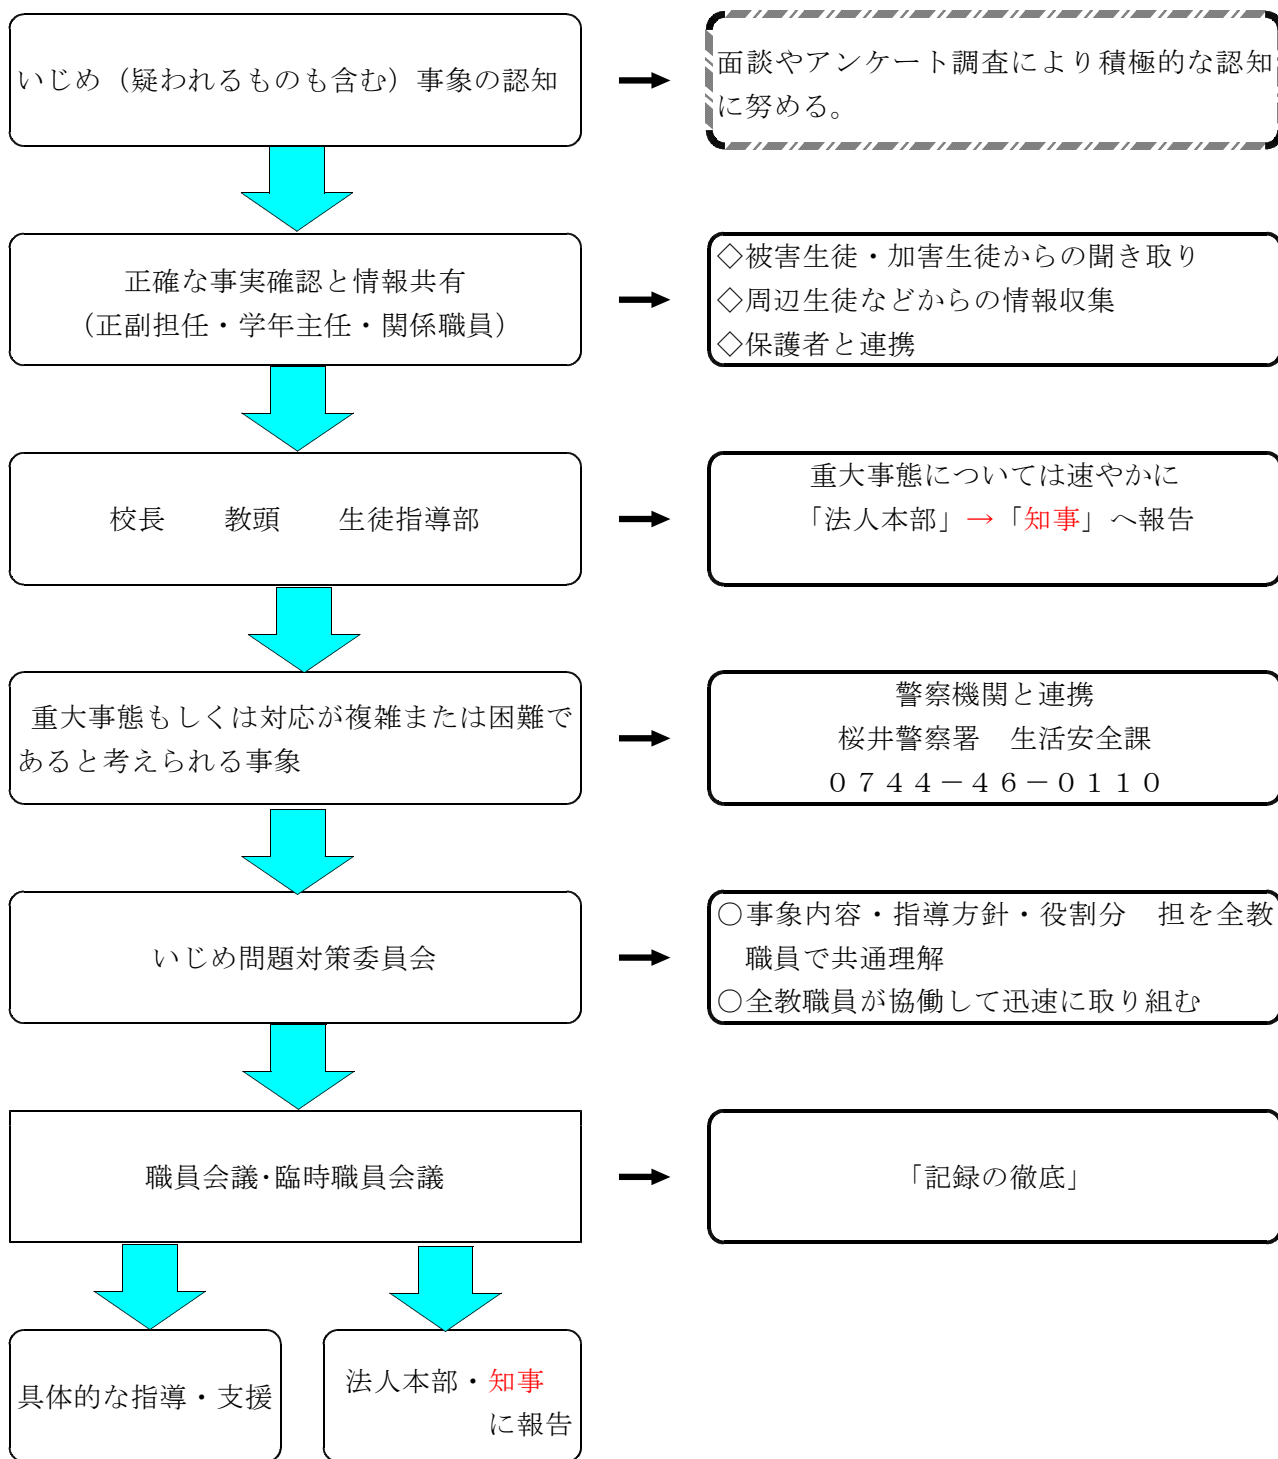 いじめ（疑われるものも含む）事象の認知
面談やアンケート調査により積極的な認知
に努める。
正確な事実確認と情報共有
（正副担任・学年主任・関係職員）
◇被害生徒・加害生徒からの聞き取り
◇周辺生徒などからの情報収集
◇保護者と連携
校長　　教頭　　生徒指導部
重大事態については速やかに
「法人本部」→「知事」へ報告
重大事態もしくは対応が複雑または困難で
あると考えられる事象
警察機関と連携
桜井警察署　生活安全課
０７４４－４６－０１１０
いじめ問題対策委員会
○事象内容・指導方針・役割分　担を全教
職員で共通理解
○全教職員が協働して迅速に取り組む
職員会議・臨時職員会議
「記録の徹底」
具体的な指導・支援
法人本部・知事
に報告